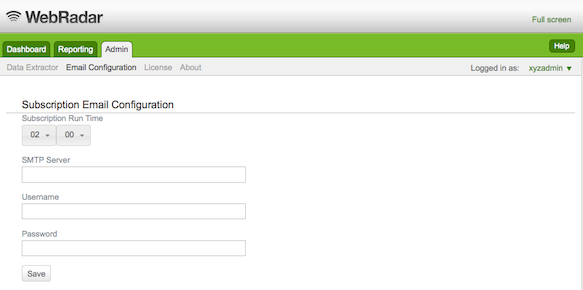 WebRadar
Full screen
Dashboard Reporting Admin Help
Data Extractor Email Configuration License About Logged in as: xyzadmin
Subscription Email Configuration
Subscription Run Time
02 00
SMTP Server
Username
Password
Save